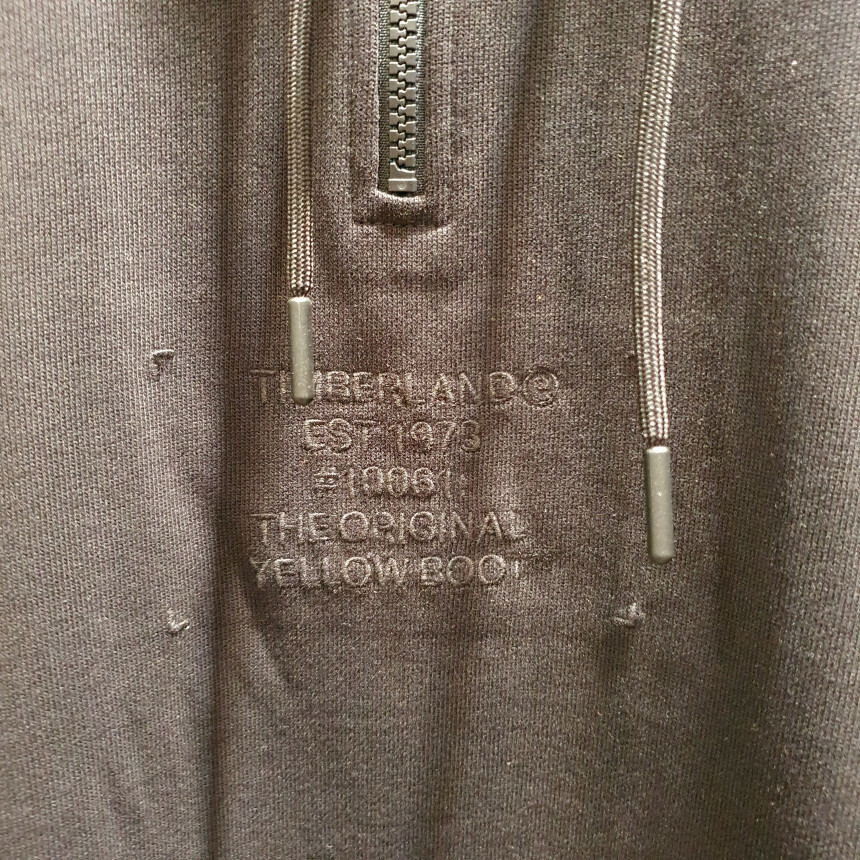 TIMBERLAND©
EST 1973
#10061
THE ORIGINAL
YELLOW BOOT